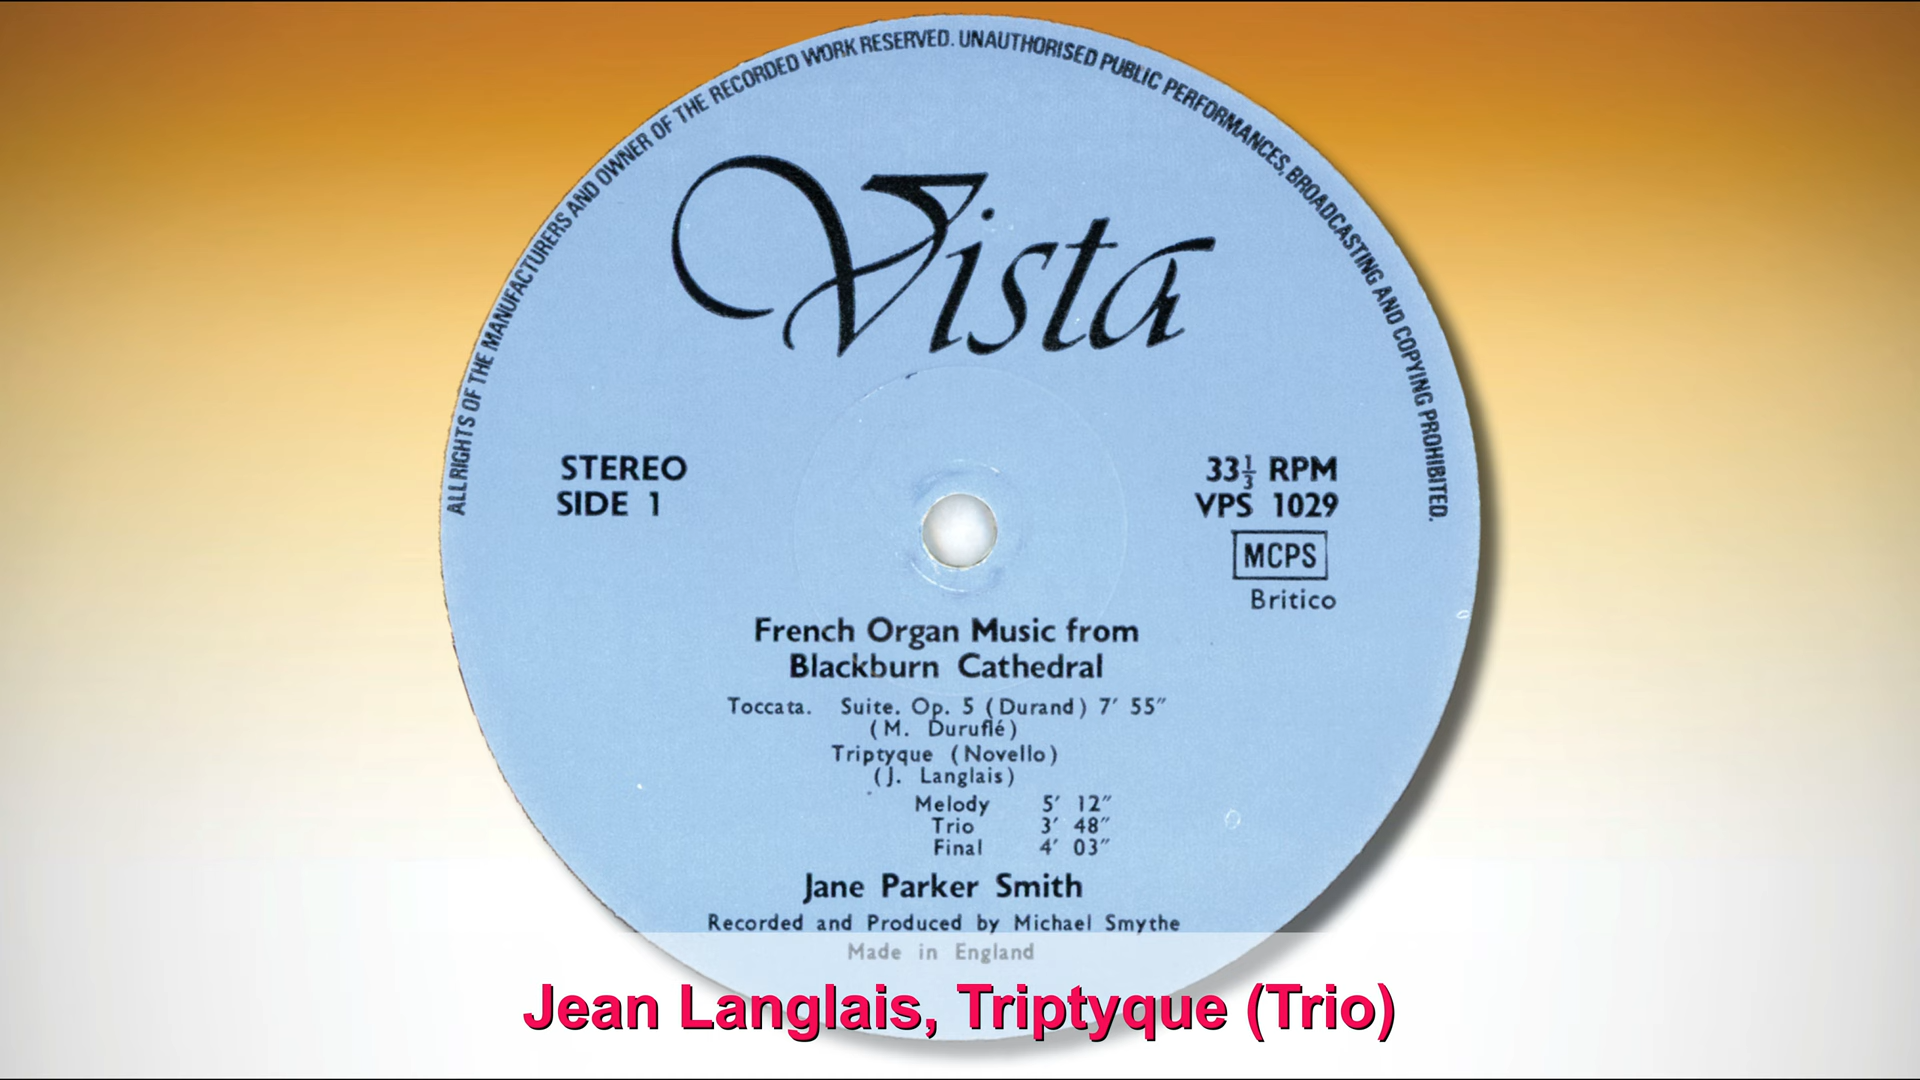 ALL RIGHTS OF THE MANUFACTURERS AND OWNER OF THE RECORDED WORK RESERVED. UNAUTHORISED PUBLIC PERFORMANCES, BROADCASTING AND COPYING PROHIBITED.
Vista
STEREO
SIDE 1
33⅓ RPM
VPS 1029
MCPS
Britico
French Organ Music from
Blackburn Cathedral
Toccata. Suite. Op. 5 (Durand) 7′ 55″
(M. Duruflé)
Triptyque (Novello)
(J. Langlais)
Melody 5′ 12″
Trio 3′ 48″
Final 4′ 03″
Jane Parker Smith
Recorded and Produced by Michael Smythe
Made in England
Jean Langlais, Triptyque (Trio)